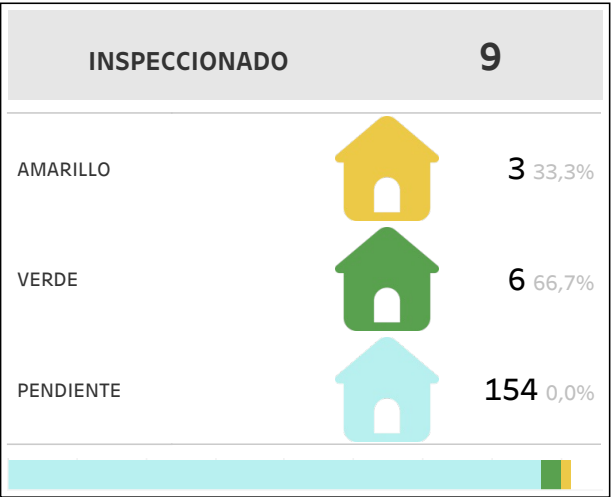 INSPECCIONADO 9
AMARILLO 3 33,3%
VERDE 6 66,7%
PENDIENTE 154 0,0%